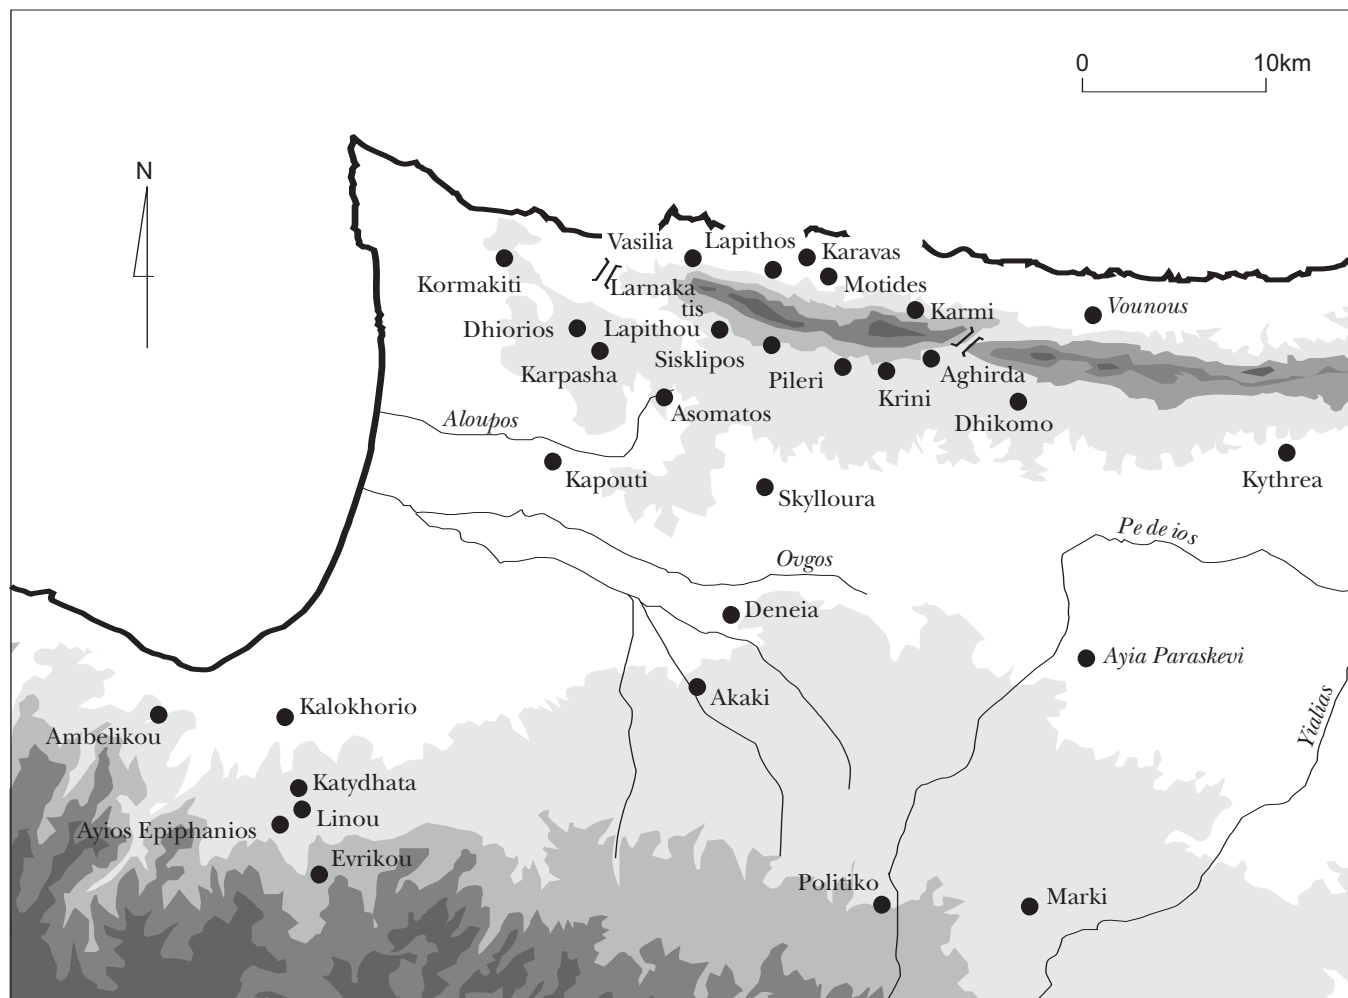 0 10km
N
Vasilia
Lapithos
Karavas
Kormakiti
Larnaka
tis
Lapithou
Motides
Vounous
Karmi
Dhiorios
Sisklipos
Karpasha
Pileri
Krini
Aghirda
Dhikomo
Asomatos
Aloupos
Kapouti
Skylloura
Kythrea
Pe de ios
Ovgos
Deneia
Ayia Paraskevi
Akaki
Yialias
Kalokhorio
Ambelikou
Katydhata
Linou
Ayios Epiphanios
Evrikou
Politiko
Marki